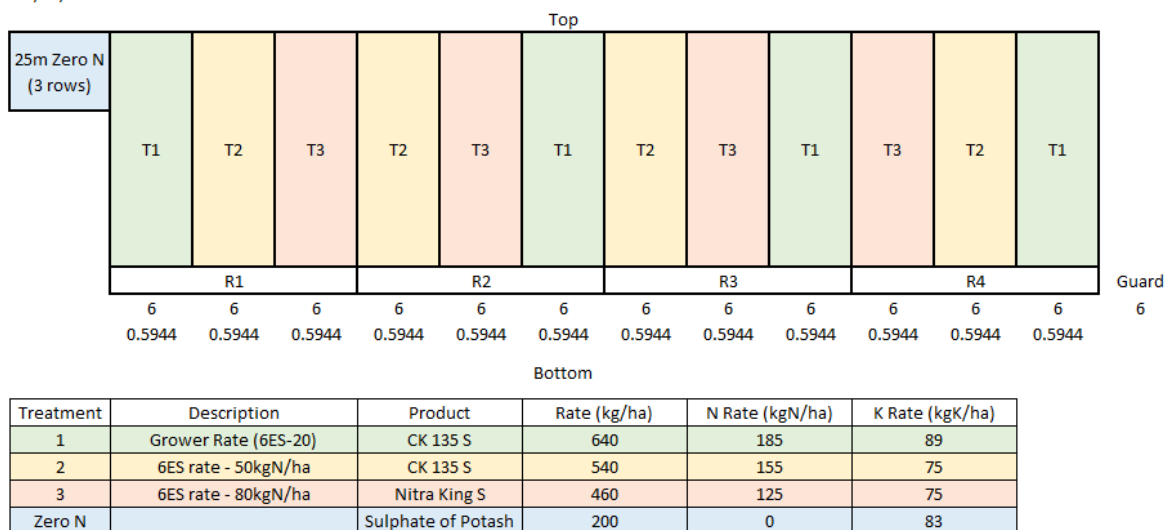 Top
25m Zero N
(3 rows)
T1 T2 T3 T2 T3 T1 T2 T3 T1 T3 T2 T1
R1 R2 R3 R4 Guard
6 6 6 6 6 6 6 6 6 6 6 6 6
0.5944 0.5944 0.5944 0.5944 0.5944 0.5944 0.5944 0.5944 0.5944 0.5944 0.5944 0.5944
Bottom
Treatment Description Product Rate (kg/ha) N Rate (kgN/ha) K Rate (kgK/ha)
1 Grower Rate (6ES-20) CK 135 S 640 185 89
2 6ES rate - 50kgN/ha CK 135 S 540 155 75
3 6ES rate - 80kgN/ha Nitra King S 460 125 75
Zero N Sulphate of Potash 200 0 83